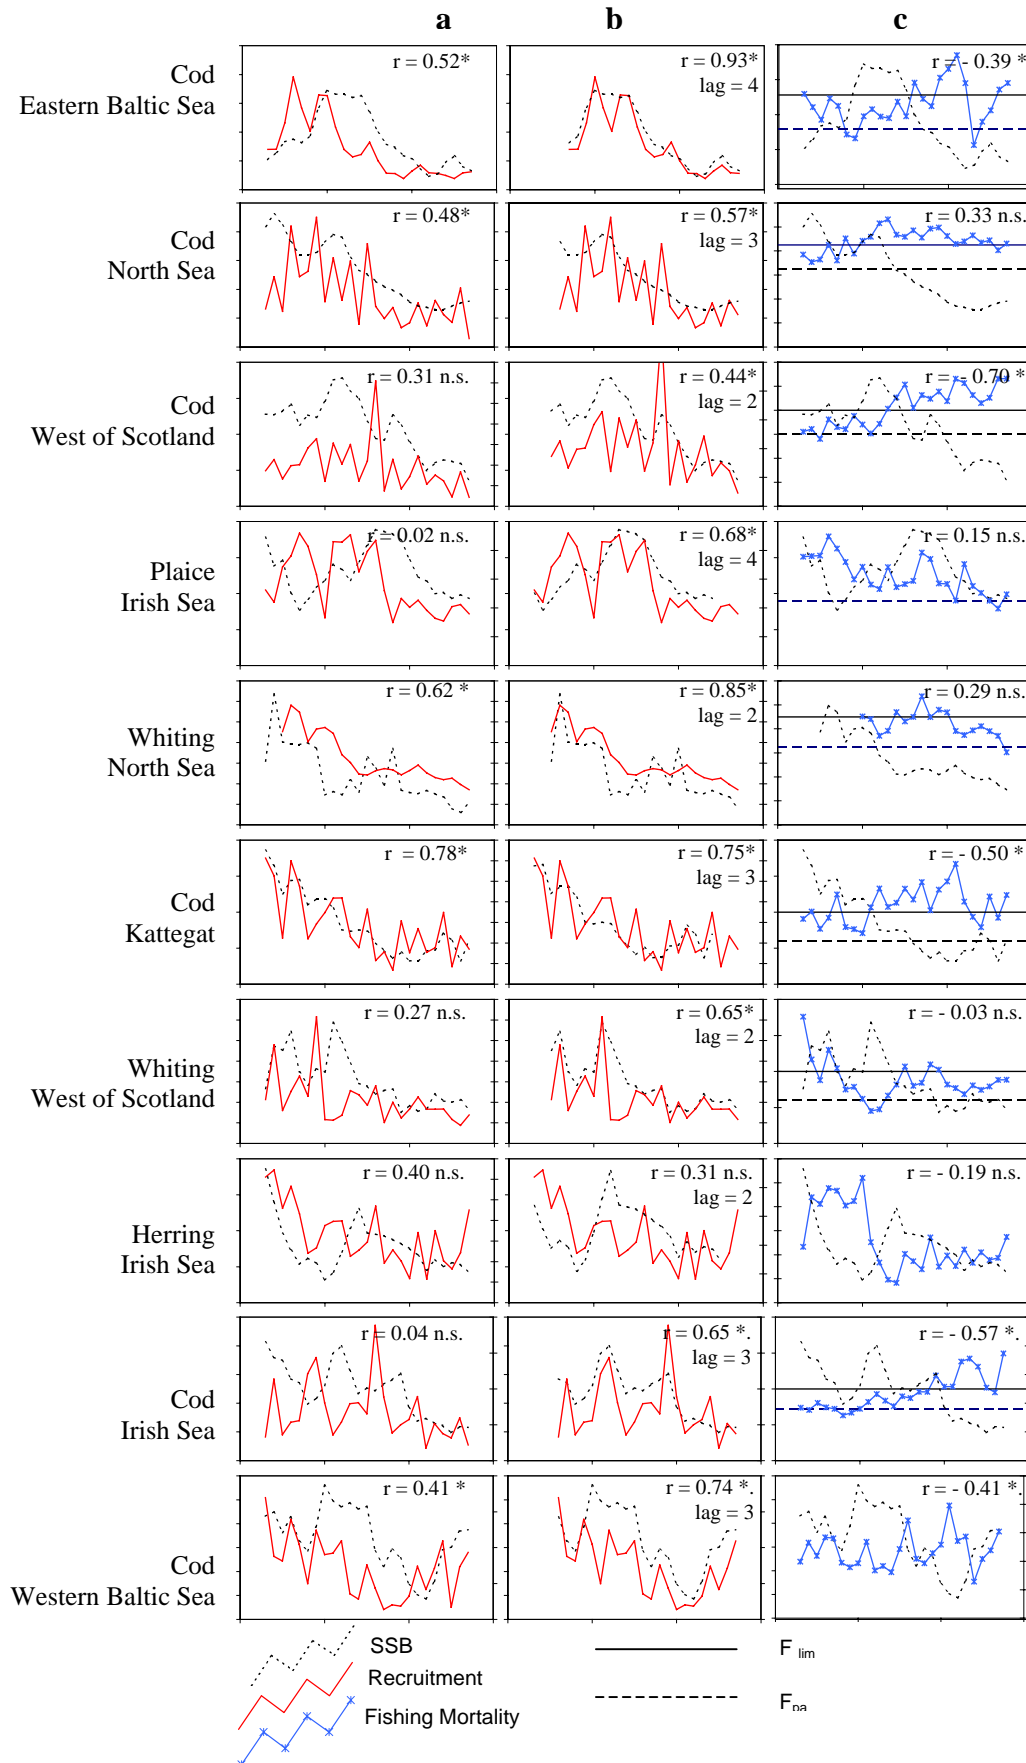 a b c
Cod
Eastern Baltic Sea
r = 0.52*
r = 0.93*
lag = 4
r = - 0.39 *
Cod
North Sea
r = 0.48*
r = 0.57*
lag = 3
r = 0.33 n.s.
Cod
West of Scotland
r = 0.31 n.s.
r = 0.44*
lag = 2
r = - 0.70 *
Plaice
Irish Sea
r = 0.02 n.s.
r = 0.68*
lag = 4
r = 0.15 n.s.
Whiting
North Sea
r = 0.62 *
r = 0.85*
lag = 2
r = 0.29 n.s.
Cod
Kattegat
r = 0.78*
r = 0.75*
lag = 3
r = - 0.50 *
Whiting
West of Scotland
r = 0.27 n.s.
r = 0.65*
lag = 2
r = - 0.03 n.s.
Herring
Irish Sea
r = 0.40 n.s.
r = 0.31 n.s.
lag = 2
r = - 0.19 n.s.
Cod
Irish Sea
r = 0.04 n.s.
r = 0.65 *.
lag = 3
r = - 0.57 *.
Cod
Western Baltic Sea
r = 0.41 *
r = 0.74 *.
lag = 3
r = - 0.41 *.
SSB
Recruitment
Fishing Mortality
F lim
F pa